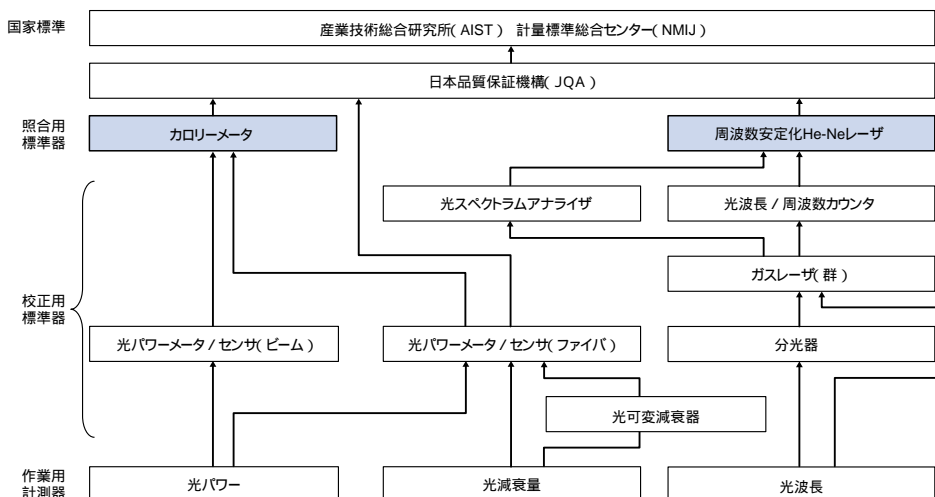 国家標準
産業技術総合研究所(AIST) 計量標準総合センター(NMIJ)
日本品質保証機構(JQA)
照合用
標準器
カロリーメータ
周波数安定化He-Neレーザ
光スペクトラムアナライザ
光波長/周波数カウンタ
ガスレーザ(群)
校正用
標準器
光パワーメータ/センサ(ビーム)
光パワーメータ/センサ(ファイバ)
分光器
光可変減衰器
作業用
計測器
光パワー
光減衰量
光波長